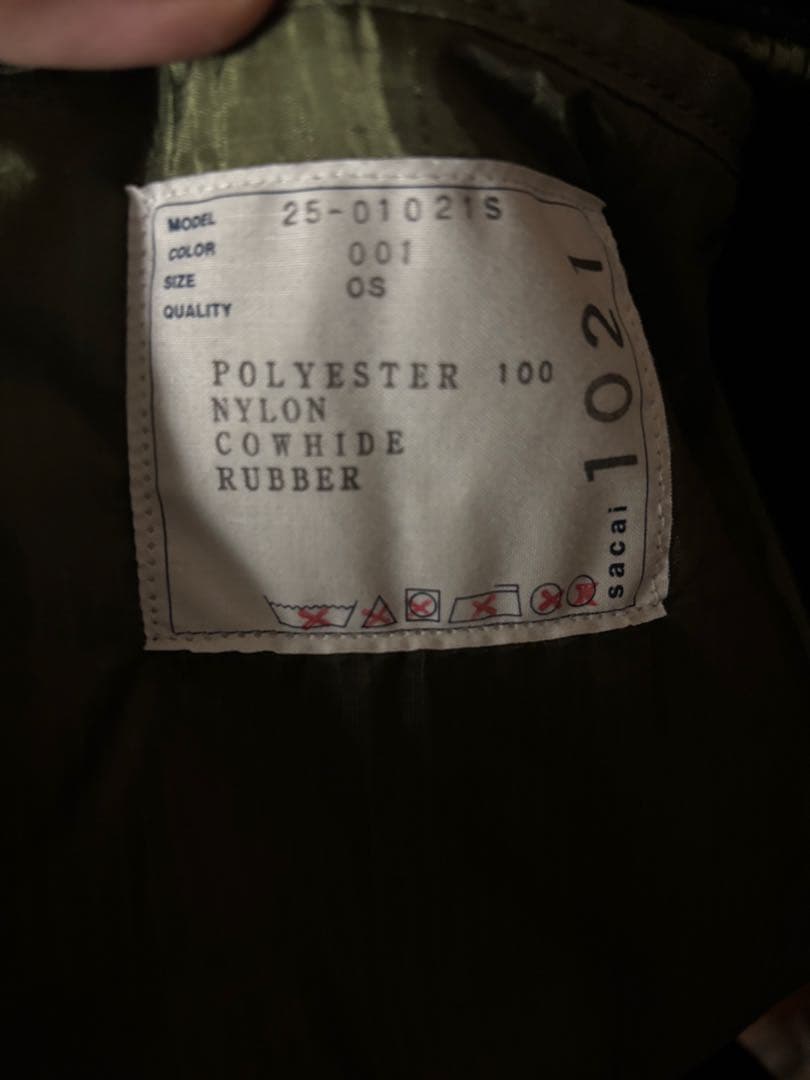 MODEL 25-01021S
COLOR 001
SIZE OS
QUALITY
POLYESTER 100
NYLON
COWHIDE
RUBBER
sacai 1021